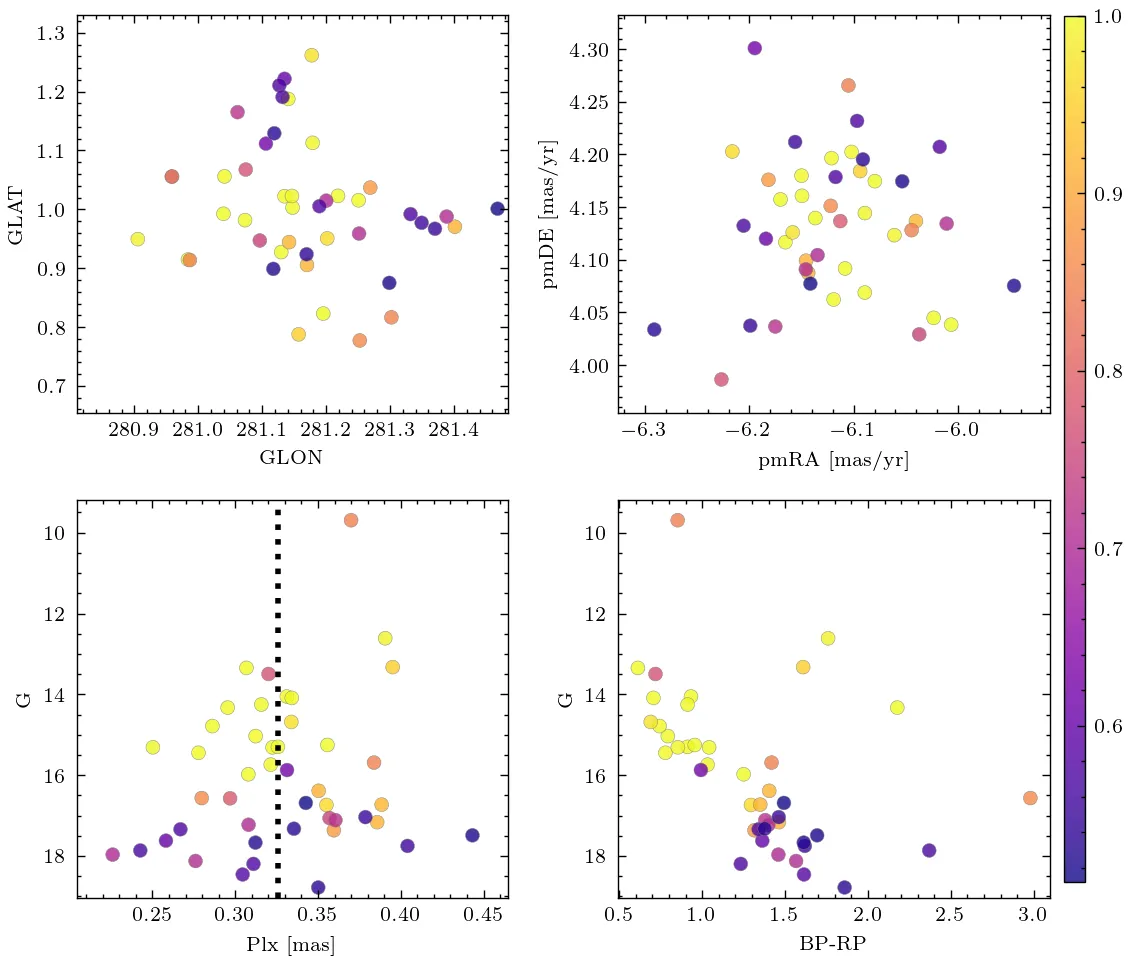 1.3
1.2
1.1
1.0
0.9
0.8
0.7
GLAT
280.9 281.0 281.1 281.2 281.3 281.4
GLON
4.30
4.25
4.20
4.15
4.10
4.05
4.00
pmDE [mas/yr]
−6.3 −6.2 −6.1 −6.0
pmRA [mas/yr]
10
12
14
16
18
G
0.25 0.30 0.35 0.40 0.45
Plx [mas]
10
12
14
16
18
G
0.5 1.0 1.5 2.0 2.5 3.0
BP-RP
1.0
0.9
0.8
0.7
0.6